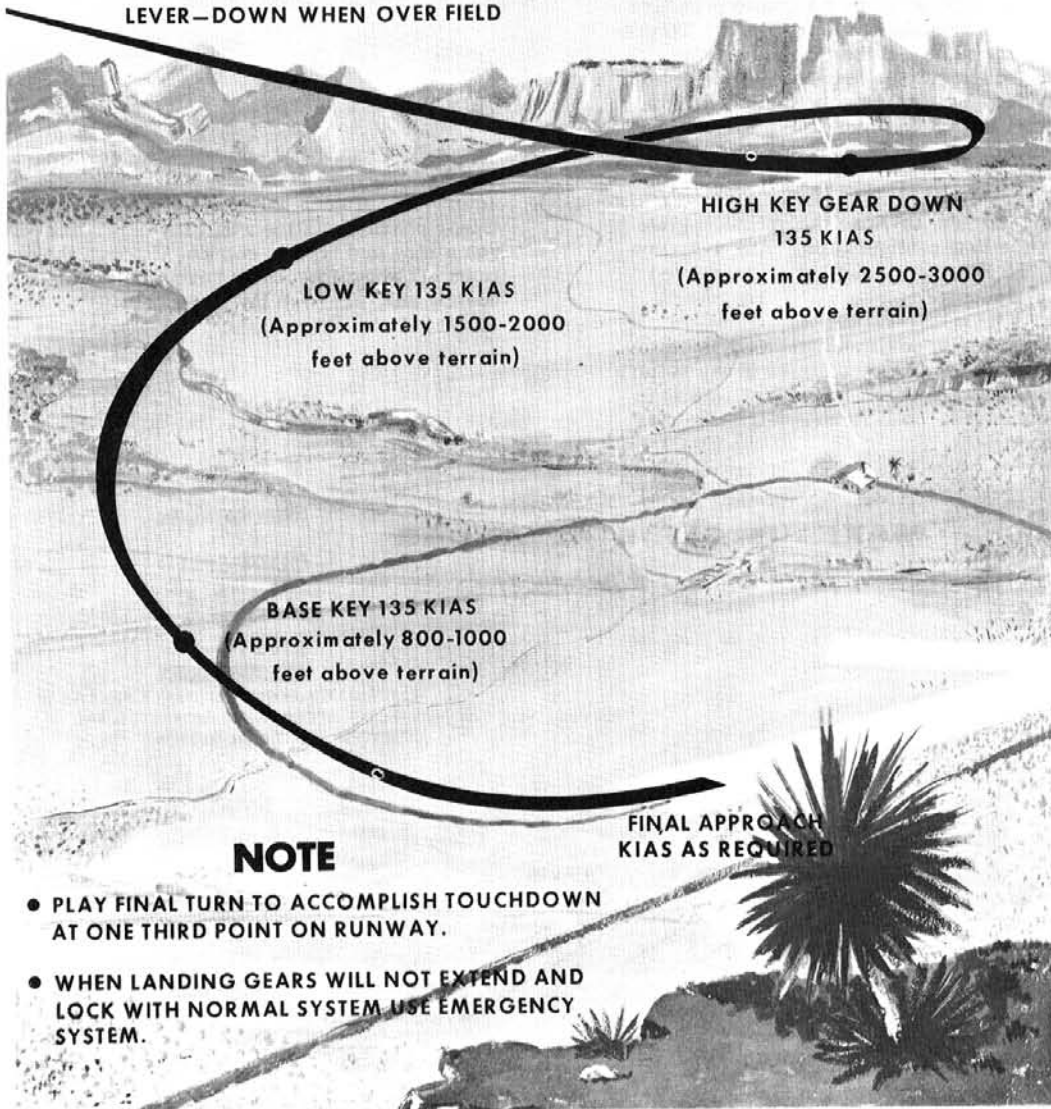 LEVER—DOWN WHEN OVER FIELD
HIGH KEY GEAR DOWN
135 KIAS
(Approximately 2500-3000
feet above terrain)
LOW KEY 135 KIAS
(Approximately 1500-2000
feet above terrain)
BASE KEY 135 KIAS
(Approximately 800-1000
feet above terrain)
FINAL APPROACH
KIAS AS REQUIRED
NOTE
● PLAY FINAL TURN TO ACCOMPLISH TOUCHDOWN
AT ONE THIRD POINT ON RUNWAY.
● WHEN LANDING GEARS WILL NOT EXTEND AND
LOCK WITH NORMAL SYSTEM USE EMERGENCY
SYSTEM.